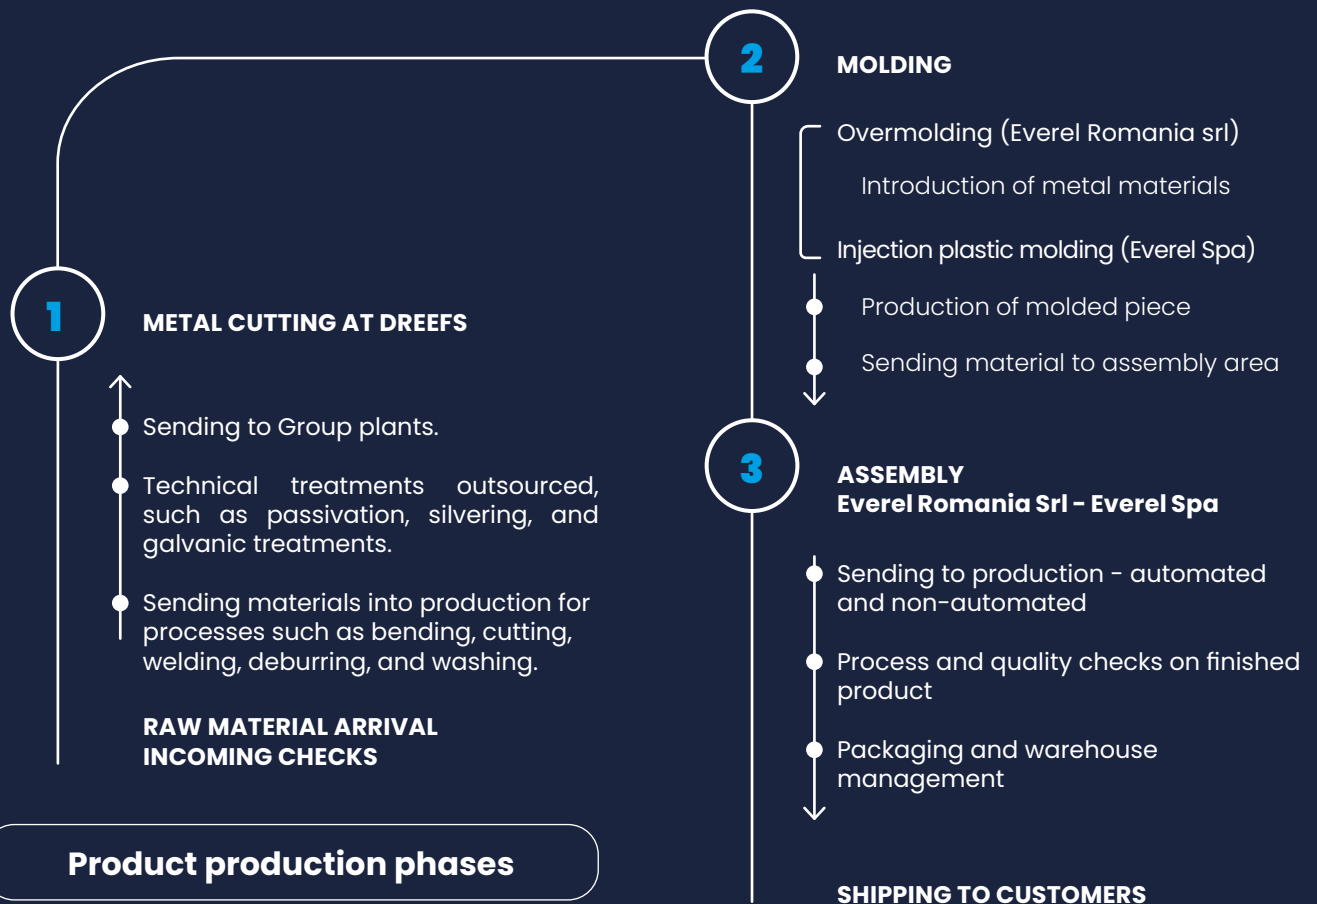 1
METAL CUTTING AT DREEFS
Sending to Group plants.
Technical treatments outsourced,
such as passivation, silvering, and
galvanic treatments.
Sending materials into production for
processes such as bending, cutting,
welding, deburring, and washing.
RAW MATERIAL ARRIVAL
INCOMING CHECKS
Product production phases
2
MOLDING
Overmolding (Everel Romania srl)
Introduction of metal materials
Injection plastic molding (Everel Spa)
Production of molded piece
Sending material to assembly area
3
ASSEMBLY
Everel Romania Srl - Everel Spa
Sending to production - automated
and non-automated
Process and quality checks on finished
product
Packaging and warehouse
management
SHIPPING TO CUSTOMERS